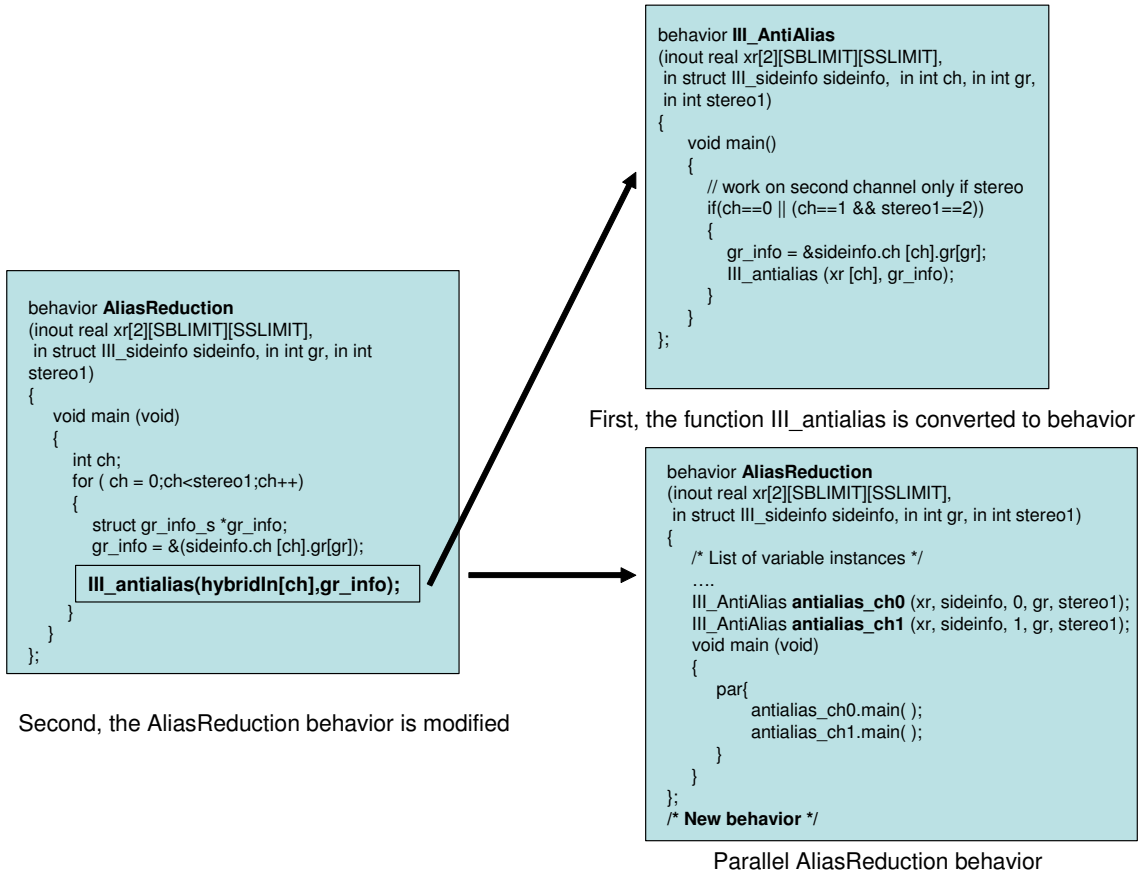 behavior AliasReduction
(inout real xr[2][SBLIMIT][SSLIMIT],
in struct III_sideinfo sideinfo, in int gr, in int
stereo1)
{
void main (void)
{
int ch;
for ( ch = 0;ch<stereo1;ch++)
{
struct gr_info_s *gr_info;
gr_info = &(sideinfo.ch [ch].gr[gr]);
III_antialias(hybridIn[ch],gr_info);
}
}
};
Second, the AliasReduction behavior is modified
behavior III_AntiAlias
(inout real xr[2][SBLIMIT][SSLIMIT],
in struct III_sideinfo sideinfo, in int ch, in int gr,
in int stereo1)
{
void main()
{
// work on second channel only if stereo
if(ch==0 || (ch==1 && stereo1==2))
{
gr_info = &sideinfo.ch [ch].gr[gr];
III_antialias (xr [ch], gr_info);
}
}
};
First, the function III_antialias is converted to behavior
behavior AliasReduction
(inout real xr[2][SBLIMIT][SSLIMIT],
in struct III_sideinfo sideinfo, in int gr, in int stereo1)
{
/* List of variable instances */
....
III_AntiAlias antialias_ch0 (xr, sideinfo, 0, gr, stereo1);
III_AntiAlias antialias_ch1 (xr, sideinfo, 1, gr, stereo1);
void main (void)
{
par{
antialias_ch0.main( );
antialias_ch1.main( );
}
}
};
/* New behavior */
Parallel AliasReduction behavior